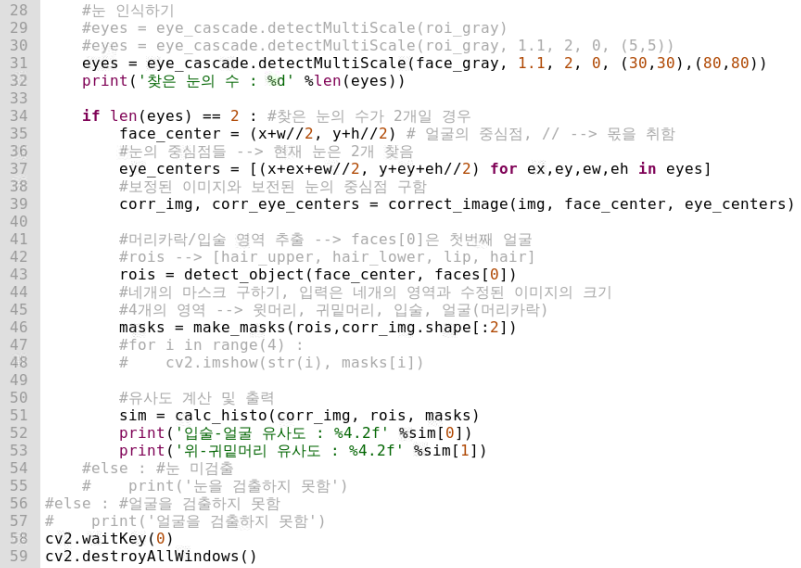 28 #눈 인식하기
29 #eyes = eye_cascade.detectMultiScale(roi_gray)
30 #eyes = eye_cascade.detectMultiScale(roi_gray, 1.1, 2, 0, (5,5))
31 eyes = eye_cascade.detectMultiScale(face_gray, 1.1, 2, 0, (30,30),(80,80))
32 print('찾은 눈의 수 : %d' %len(eyes))
33
34 if len(eyes) == 2 : #찾은 눈의 수가 2개일 경우
35 face_center = (x+w//2, y+h//2) # 얼굴의 중심점, // --> 몫을 취함
36 #눈의 중심점들 --> 현재 눈은 2개 찾음
37 eye_centers = [(x+ex+ew//2, y+ey+eh//2) for ex,ey,ew,eh in eyes]
38 #보정된 이미지와 보전된 눈의 중심점 구함
39 corr_img, corr_eye_centers = correct_image(img, face_center, eye_centers)
40
41 #머리카락/입술 영역 추출 --> faces[0]은 첫번째 얼굴
42 #rois --> [hair_upper, hair_lower, lip, hair]
43 rois = detect_object(face_center, faces[0])
44 #네개의 마스크 구하기, 입력은 네개의 영역과 수정된 이미지의 크기
45 #4개의 영역 --> 윗머리, 귀밑머리, 입술, 얼굴(머리카락)
46 masks = make_masks(rois,corr_img.shape[:2])
47 #for i in range(4) :
48 #    cv2.imshow(str(i), masks[i])
49
50 #유사도 계산 및 출력
51 sim = calc_histo(corr_img, rois, masks)
52 print('입술-얼굴 유사도 : %4.2f' %sim[0])
53 print('위-귀밑머리 유사도 : %4.2f' %sim[1])
54 #else : #눈 미검출
55 #    print('눈을 검출하지 못함')
56 #else : #얼굴을 검출하지 못함
57 #    print('얼굴을 검출하지 못함')
58 cv2.waitKey(0)
59 cv2.destroyAllWindows()